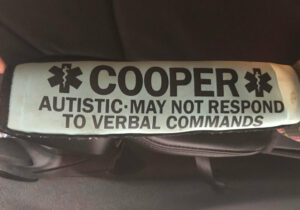 COOPER
AUTISTIC·MAY NOT RESPOND
TO VERBAL COMMANDS